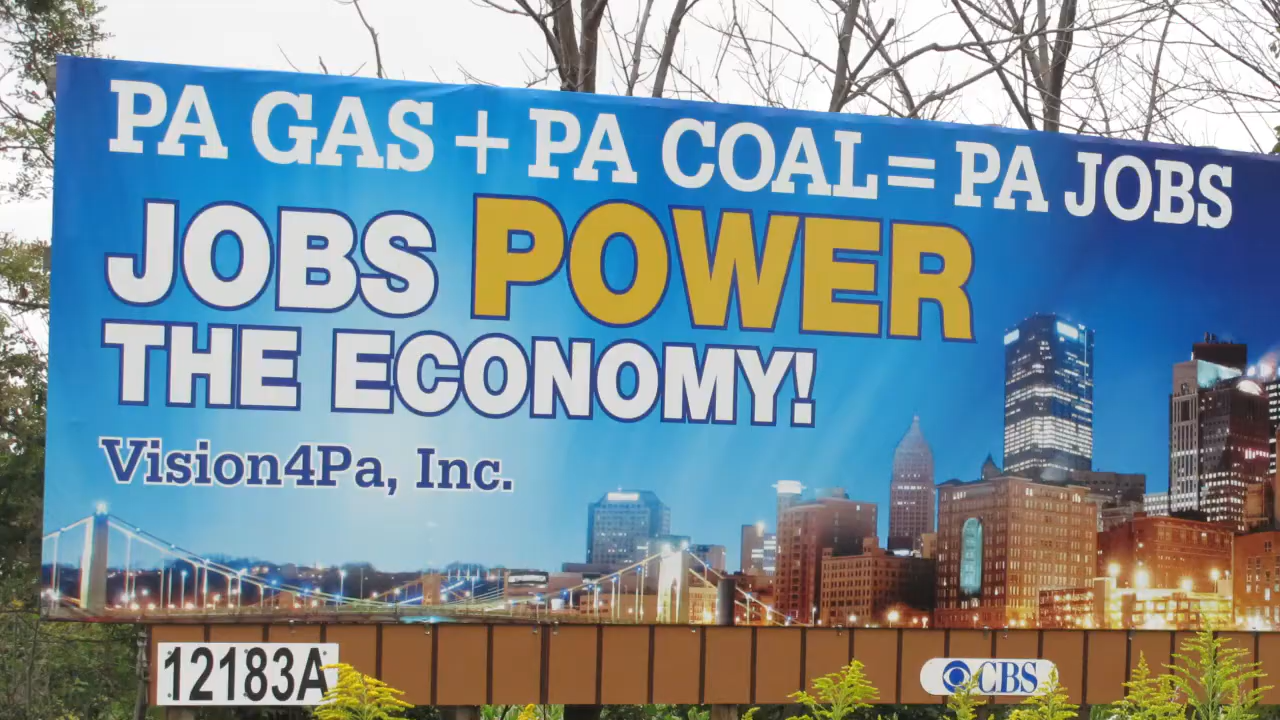 PA GAS + PA COAL = PA JOBS
JOBS POWER
THE ECONOMY!
Vision4Pa, Inc.
12183A
CBS